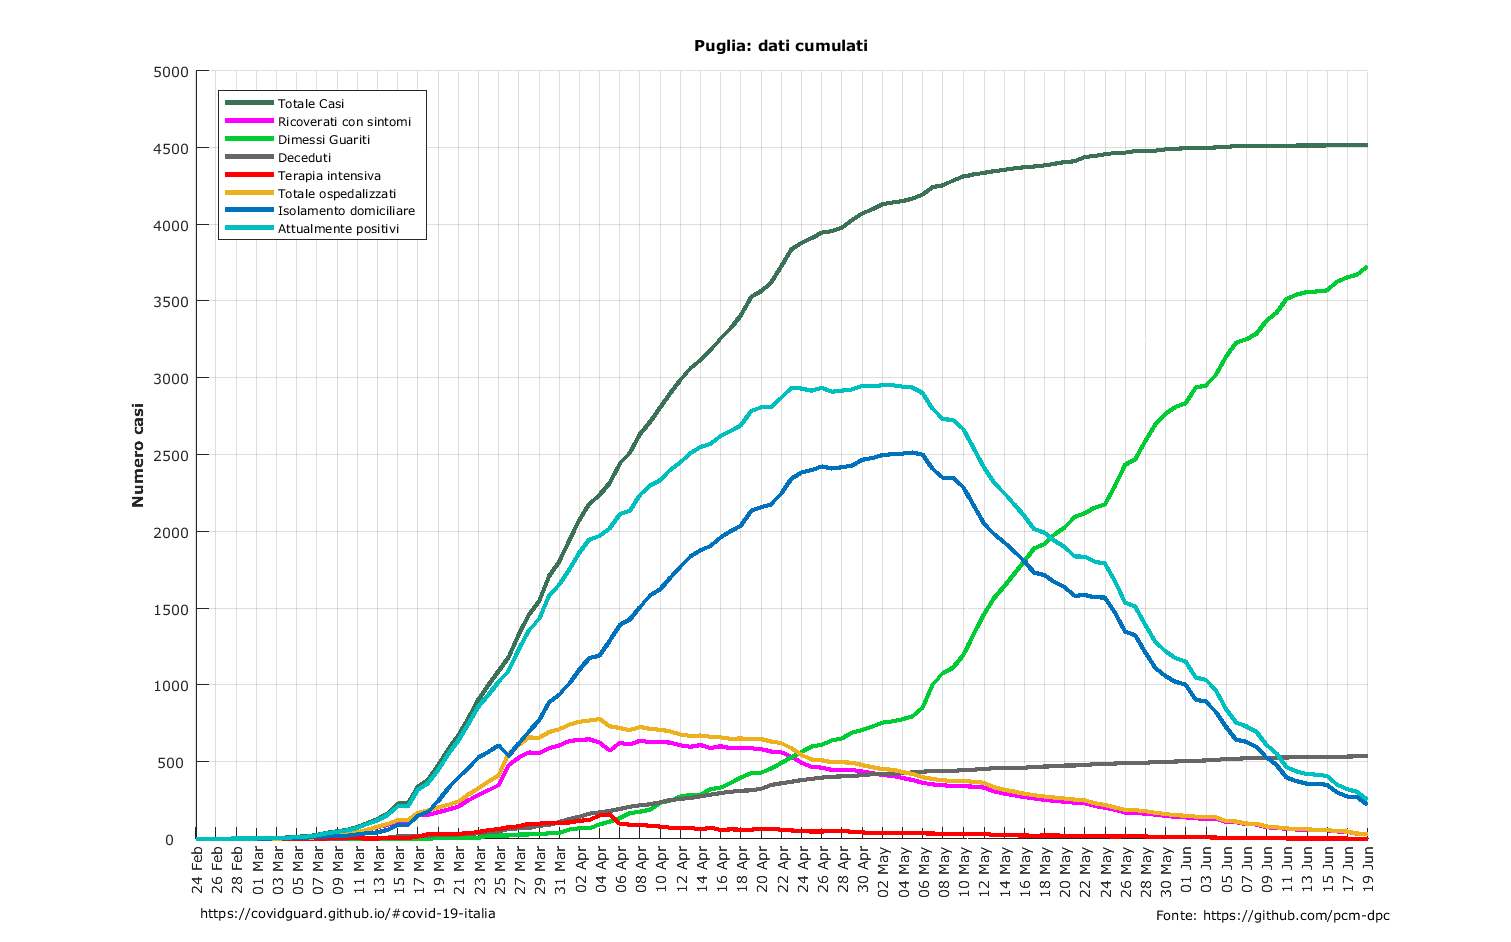 Puglia: dati cumulati
Numero casi
5000
4500
4000
3500
3000
2500
2000
1500
1000
500
0
Totale Casi
Ricoverati con sintomi
Dimessi Guariti
Deceduti
Terapia intensiva
Totale ospedalizzati
Isolamento domiciliare
Attualmente positivi
24 Feb
26 Feb
28 Feb
01 Mar
03 Mar
05 Mar
07 Mar
09 Mar
11 Mar
13 Mar
15 Mar
17 Mar
19 Mar
21 Mar
23 Mar
25 Mar
27 Mar
29 Mar
31 Mar
02 Apr
04 Apr
06 Apr
08 Apr
10 Apr
12 Apr
14 Apr
16 Apr
18 Apr
20 Apr
22 Apr
24 Apr
26 Apr
28 Apr
30 Apr
02 May
04 May
06 May
08 May
10 May
12 May
14 May
16 May
18 May
20 May
22 May
24 May
26 May
28 May
30 May
01 Jun
03 Jun
05 Jun
07 Jun
09 Jun
11 Jun
13 Jun
15 Jun
17 Jun
19 Jun
https://covidguard.github.io/#covid-19-italia
Fonte: https://github.com/pcm-dpc